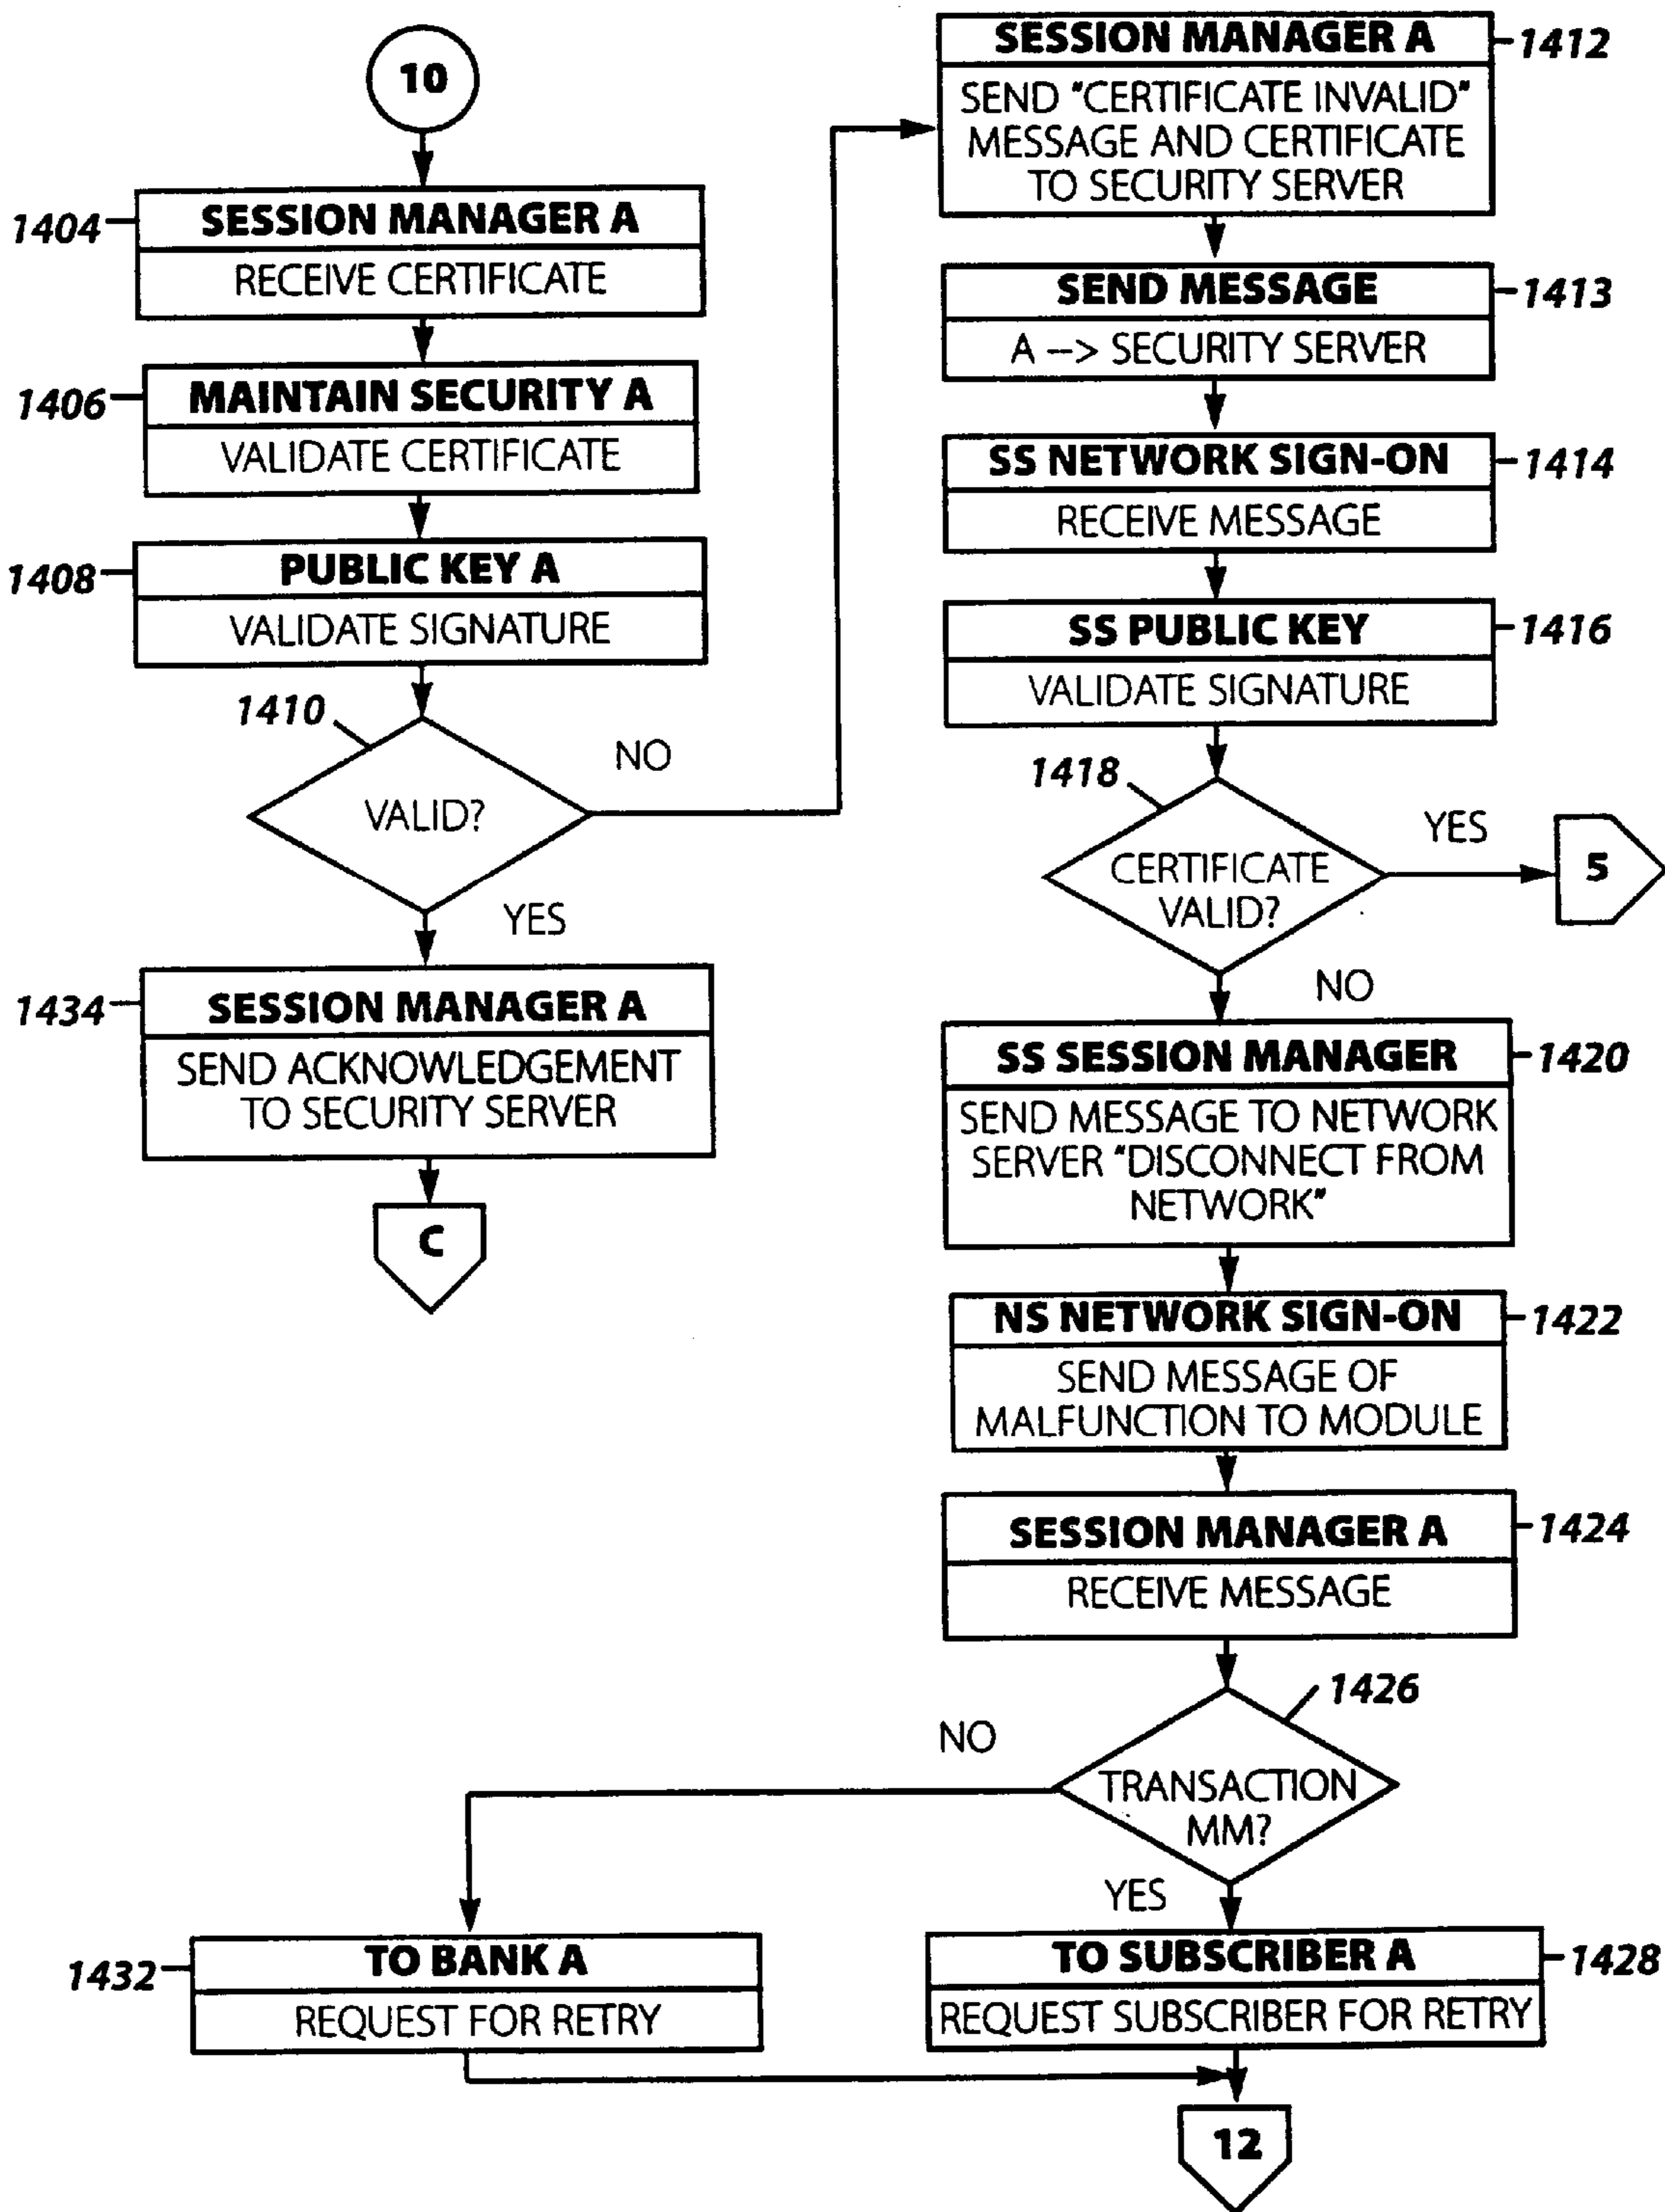 10
1404
SESSION MANAGER A
RECEIVE CERTIFICATE
1406
MAINTAIN SECURITY A
VALIDATE CERTIFICATE
1408
PUBLIC KEY A
VALIDATE SIGNATURE
1410
VALID?
NO
YES
1434
SESSION MANAGER A
SEND ACKNOWLEDGEMENT
TO SECURITY SERVER
C
SESSION MANAGER A
1412
SEND "CERTIFICATE INVALID"
MESSAGE AND CERTIFICATE
TO SECURITY SERVER
SEND MESSAGE
1413
A --> SECURITY SERVER
SS NETWORK SIGN-ON
1414
RECEIVE MESSAGE
SS PUBLIC KEY
1416
VALIDATE SIGNATURE
1418
CERTIFICATE
VALID?
YES
5
NO
SS SESSION MANAGER
1420
SEND MESSAGE TO NETWORK
SERVER "DISCONNECT FROM
NETWORK"
NS NETWORK SIGN-ON
1422
SEND MESSAGE OF
MALFUNCTION TO MODULE
SESSION MANAGER A
1424
RECEIVE MESSAGE
1426
TRANSACTION
MM?
NO
YES
1432
TO BANK A
REQUEST FOR RETRY
TO SUBSCRIBER A
1428
REQUEST SUBSCRIBER FOR RETRY
12